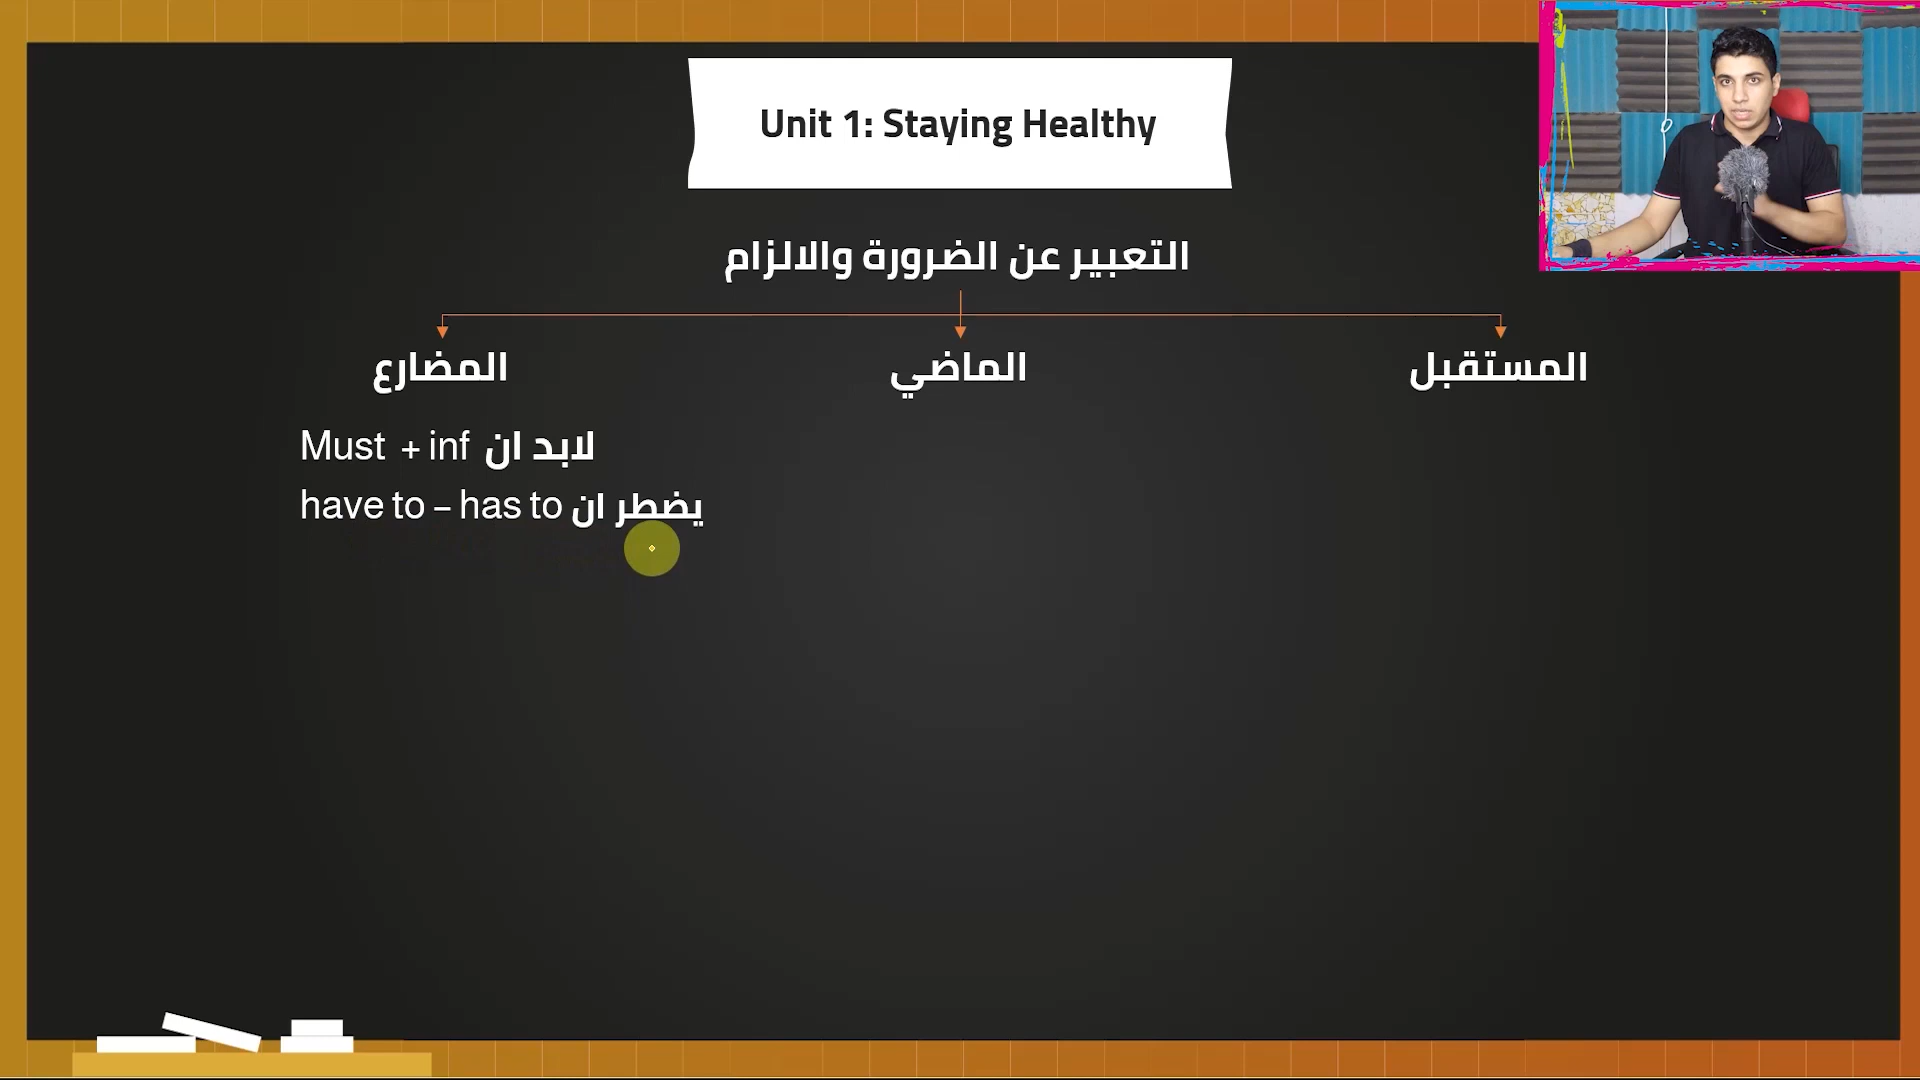 Unit 1: Staying Healthy
التعبير عن الضرورة والالزام
المضارع
الماضي
المستقبل
Must + inf لابد ان
have to – has to يضطر ان